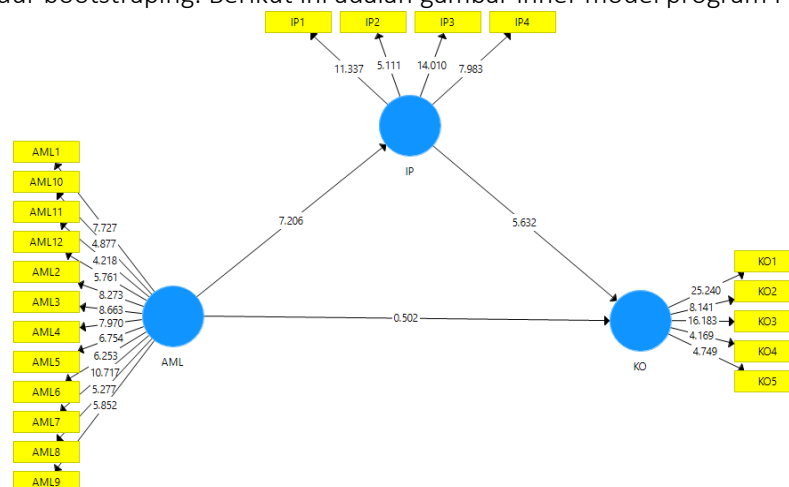 bootstraping. Berikut ini adalah gambar inner model program
IP1 IP2 IP3 IP4
11.337 5.111 14.010 7.983
IP
AML1
AML10
AML11
AML12
AML2
AML3
AML4
AML5
AML6
AML7
AML8
AML9
7.727
4.877
4.218
5.761
8.273
8.663
7.970
6.754
6.253
10.717
5.277
5.852
AML
7.206
5.632
0.502
KO
25.240
8.141
16.183
4.169
4.749
KO1
KO2
KO3
KO4
KO5